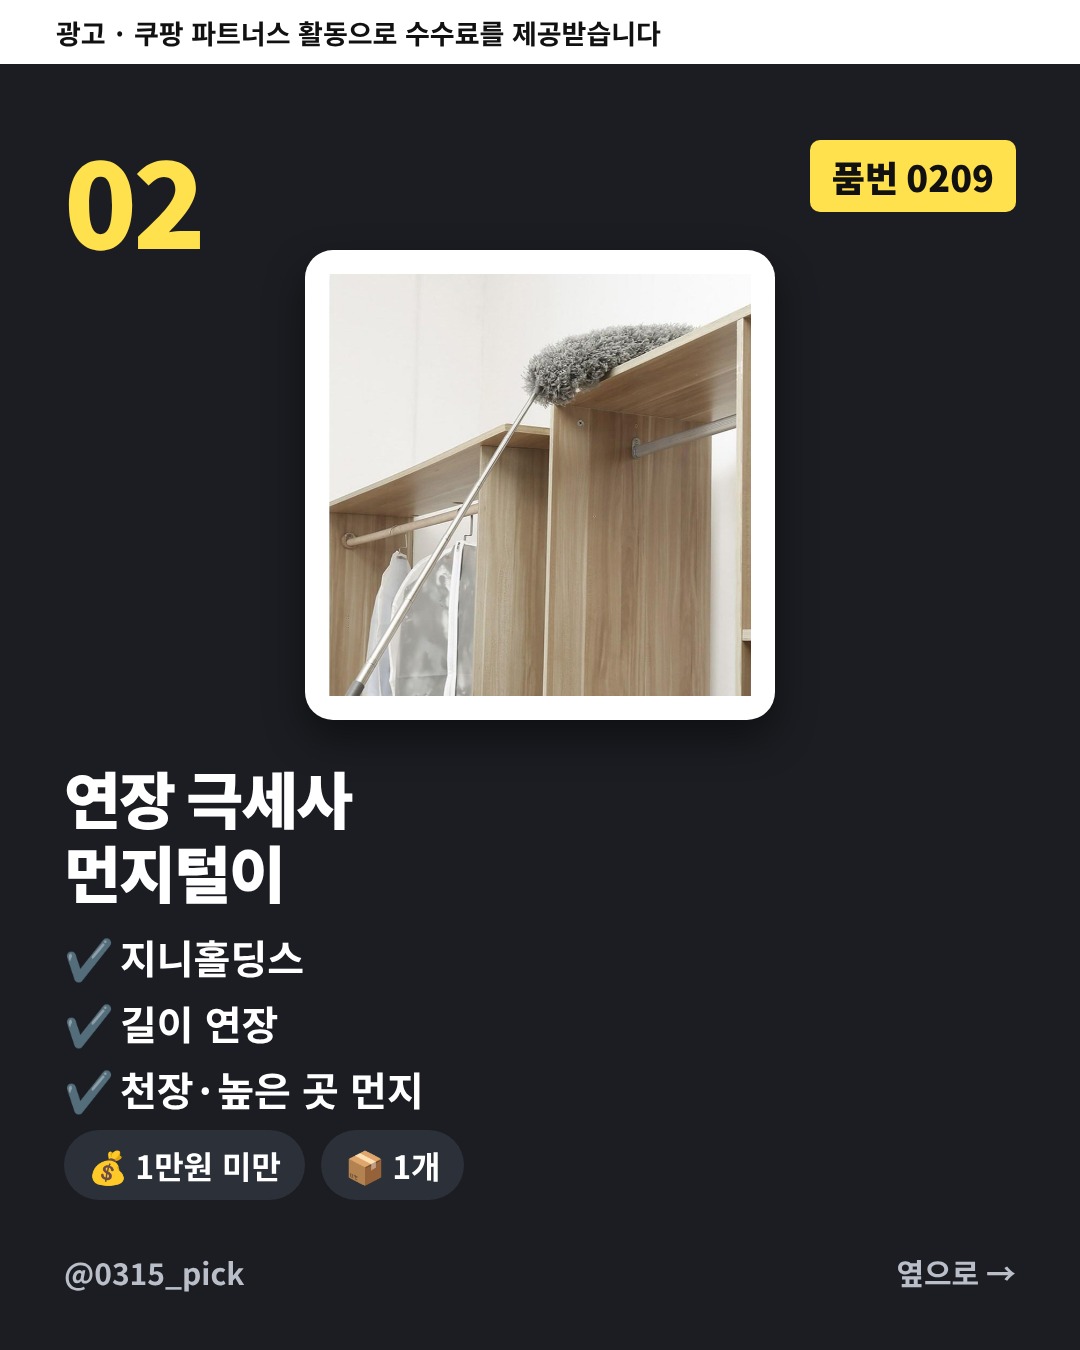 광고 · 쿠팡 파트너스 활동으로 수수료를 제공받습니다
02
품번 0209
연장 극세사
먼지털이
✔ 지니홀딩스
✔ 길이 연장
✔ 천장·높은 곳 먼지
💰 1만원 미만
📦 1개
@0315_pick
옆으로 →